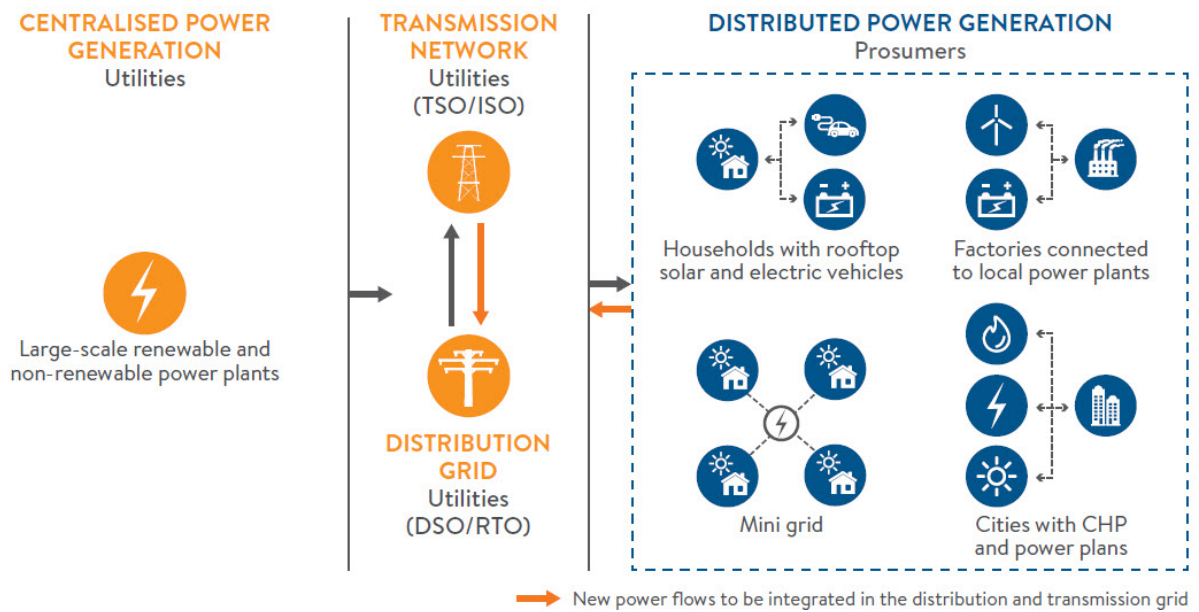 CENTRALISED POWER
GENERATION
Utilities
Large-scale renewable and
non-renewable power plants
TRANSMISSION
NETWORK
Utilities
(TSO/ISO)
DISTRIBUTION
GRID
Utilities
(DSO/RTO)
DISTRIBUTED POWER GENERATION
Prosumers
Households with rooftop
solar and electric vehicles
Factories connected
to local power plants
Mini grid
Cities with CHP
and power plans
New power flows to be integrated in the distribution and transmission grid